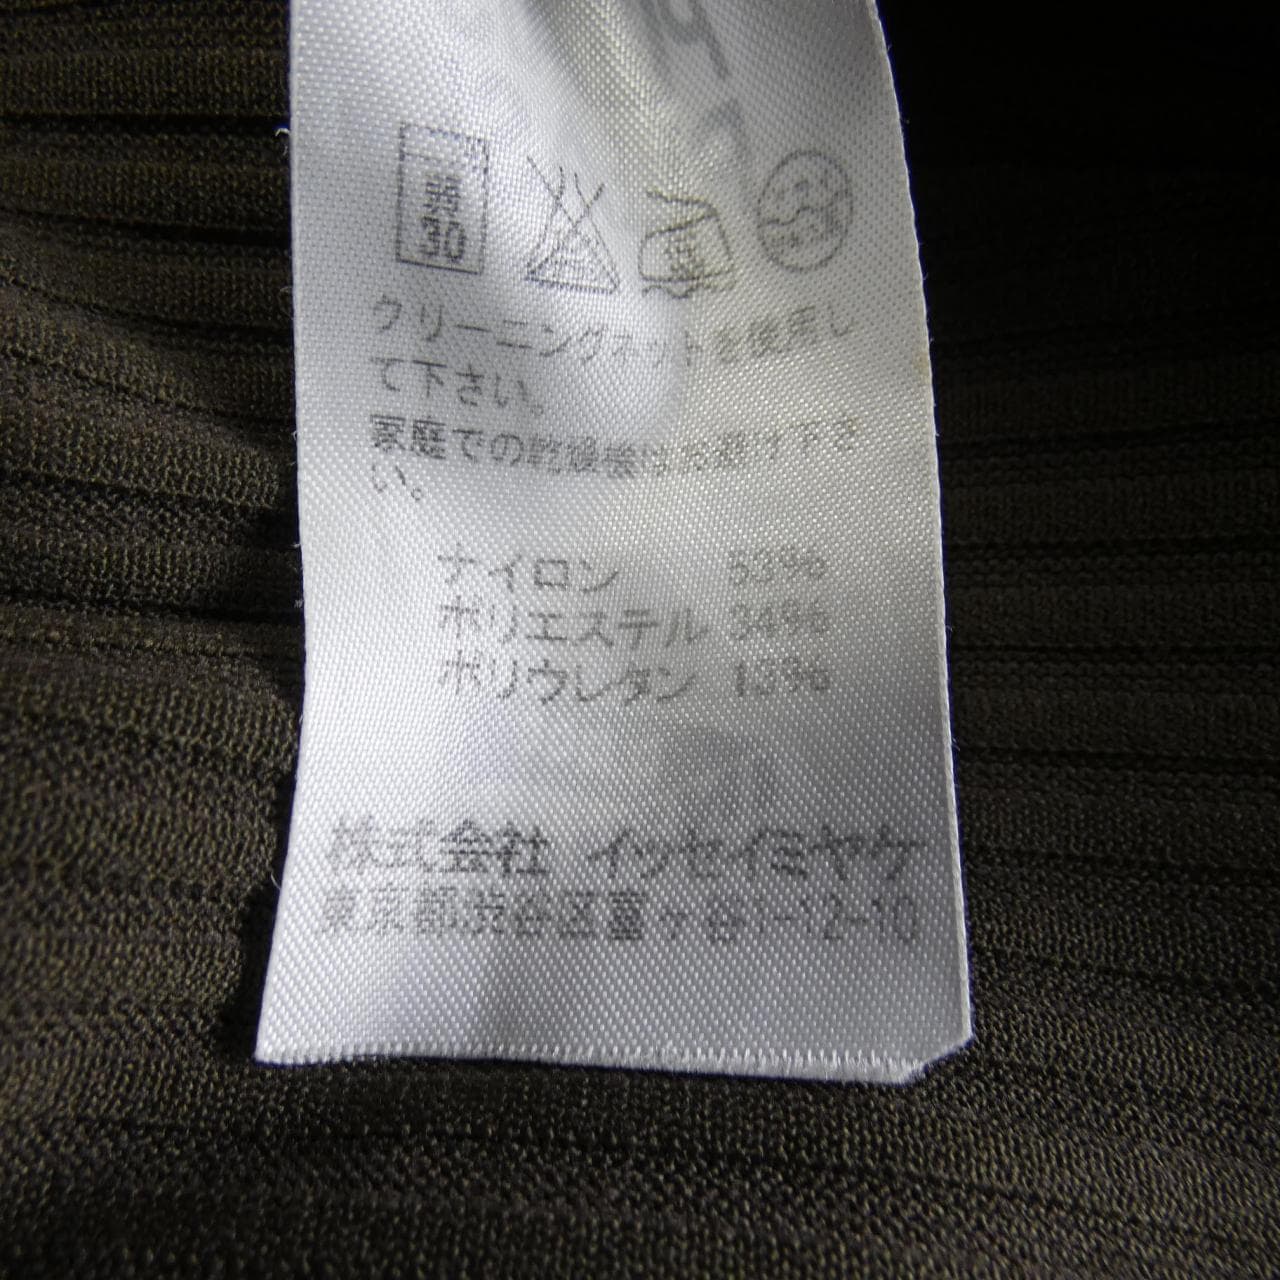 30
クリーニングネットを使用し
て下さい。
家庭での乾燥機はお避け下さ
い。
ナイロン 53%
ポリエステル 34%
ポリウレタン 13%
株式会社 イッセイミヤケ
東京都渋谷区富ヶ谷1-12-10